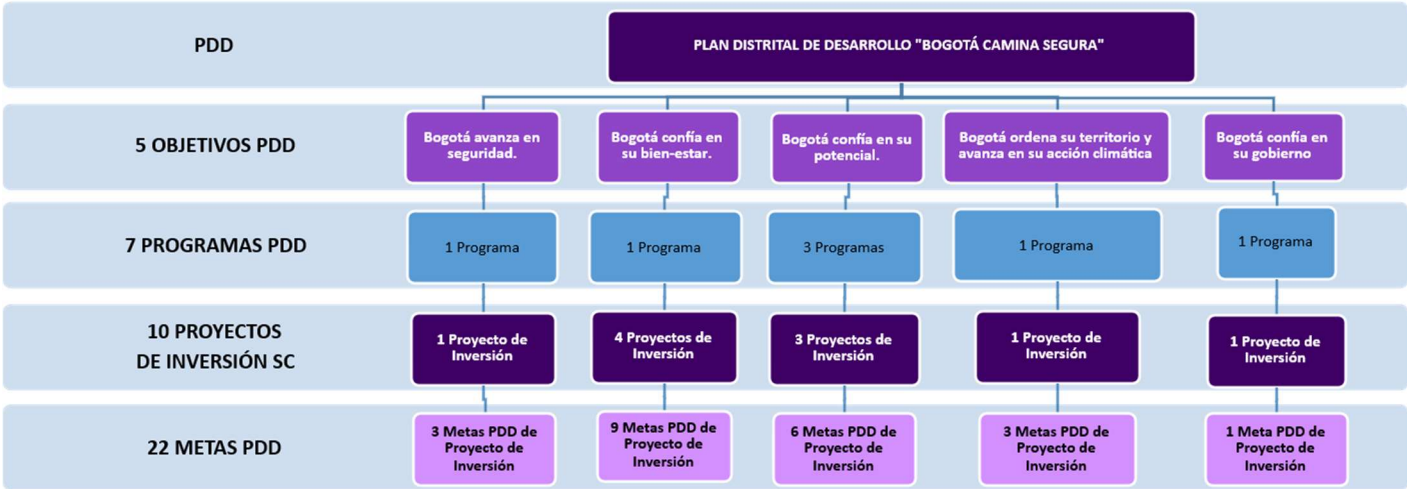 PDD
PLAN DISTRITAL DE DESARROLLO "BOGOTÁ CAMINA SEGURA"
5 OBJETIVOS PDD
Bogotá avanza en
seguridad.
Bogotá confía en
su bien-estar.
Bogotá confía en su
potencial.
Bogotá ordena su territorio y
avanza en su acción climática
Bogotá confía en
su gobierno
7 PROGRAMAS PDD
1 Programa
1 Programa
3 Programas
1 Programa
1 Programa
10 PROYECTOS
DE INVERSIÓN SC
1 Proyecto de
Inversión
4 Proyectos de
Inversión
3 Proyectos de
Inversión
1 Proyecto de
Inversión
1 Proyecto de
Inversión
22 METAS PDD
3 Metas PDD de
Proyecto de
Inversión
9 Metas PDD de
Proyecto de
Inversión
6 Metas PDD de
Proyecto de
Inversión
3 Metas PDD de
Proyecto de
Inversión
1 Meta PDD de
Proyecto de
Inversión